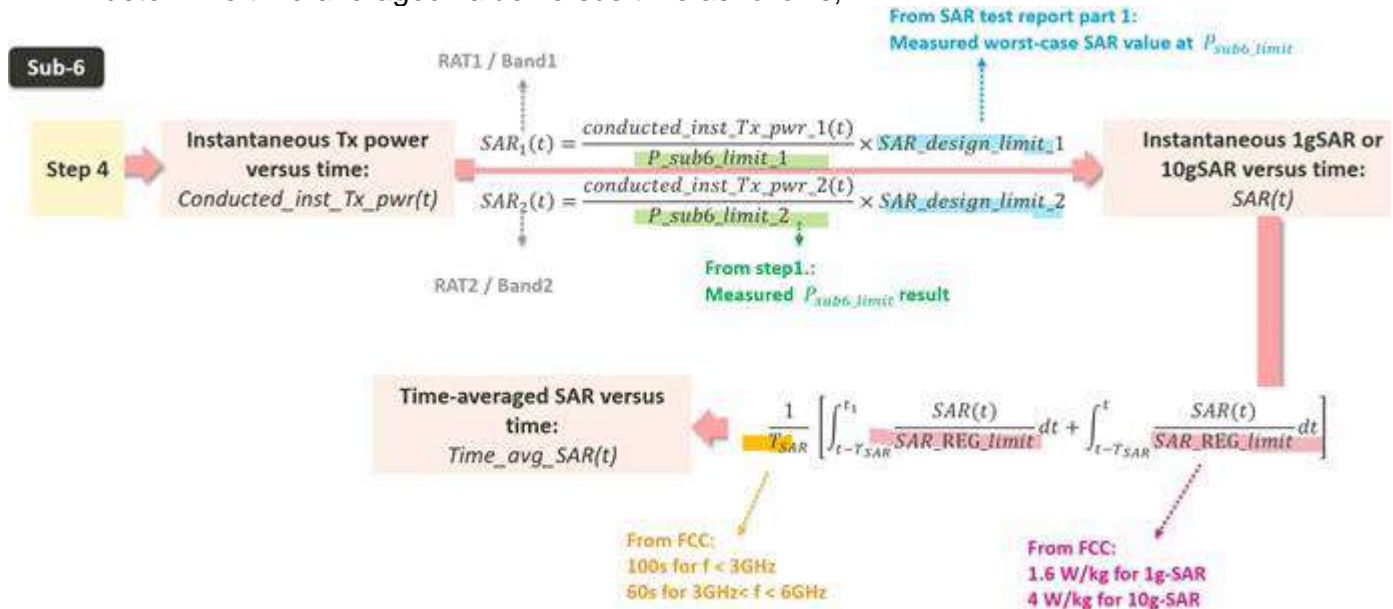 From SAR test report part 1:
Measured worst-case SAR value at P_sub6_limit
Sub-6
RAT1 / Band1
Step 4
Instantaneous Tx power
versus time:
Conducted_inst_Tx_pwr(t)
SAR₁(t) = conducted_inst_Tx_pwr_1(t) / P_sub6_limit_1 × SAR_design_limit_1
SAR₂(t) = conducted_inst_Tx_pwr_2(t) / P_sub6_limit_2 × SAR_design_limit_2
Instantaneous 1gSAR or
10gSAR versus time:
SAR(t)
RAT2 / Band2
From step1.:
Measured P_sub6_limit result
Time-averaged SAR versus
time:
Time_avg_SAR(t)
1/T_SAR [∫_{t−T_SAR}^{t₁} SAR(t)/SAR_REG_limit dt + ∫_{t−T_SAR}^{t} SAR(t)/SAR_REG_limit dt]
From FCC:
100s for f < 3GHz
60s for 3GHz< f < 6GHz
From FCC:
1.6 W/kg for 1g-SAR
4 W/kg for 10g-SAR